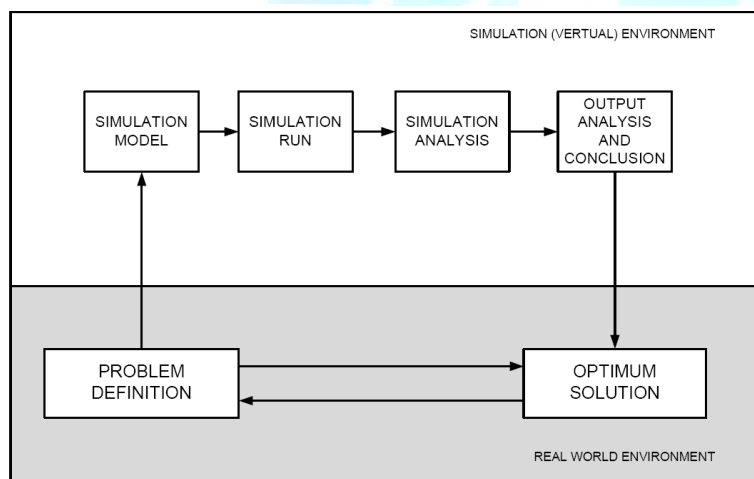 SIMULATION (VERTUAL) ENVIRONMENT
SIMULATION
MODEL
SIMULATION
RUN
SIMULATION
ANALYSIS
OUTPUT
ANALYSIS
AND
CONCLUSION
PROBLEM
DEFINITION
OPTIMUM
SOLUTION
REAL WORLD ENVIRONMENT